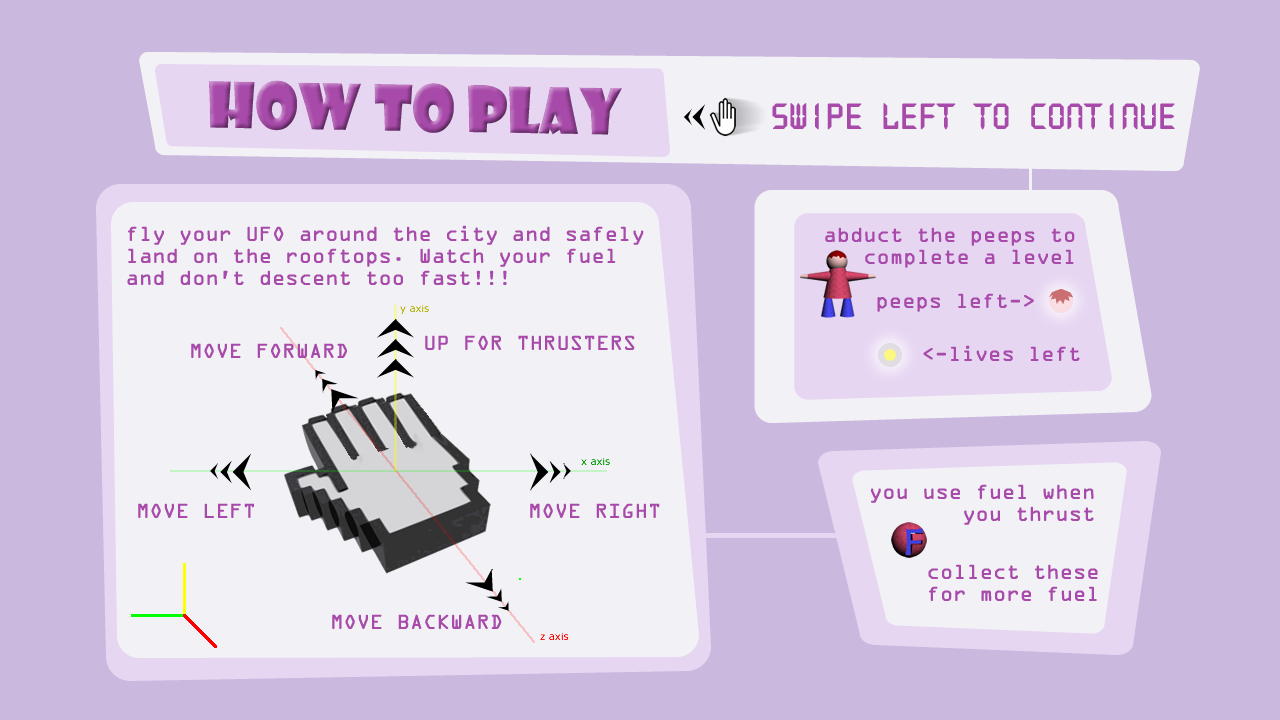 HOW TO PLAY
SWIPE LEFT TO CONTINUE
fly your UFO around the city and safely
land on the rooftops. Watch your fuel
and don't descent too fast!!!
y axis
MOVE FORWARD
UP FOR THRUSTERS
x axis
MOVE LEFT
MOVE RIGHT
MOVE BACKWARD
z axis
abduct the peeps to
complete a level
peeps left->
<-lives left
you use fuel when
you thrust
F
collect these
for more fuel